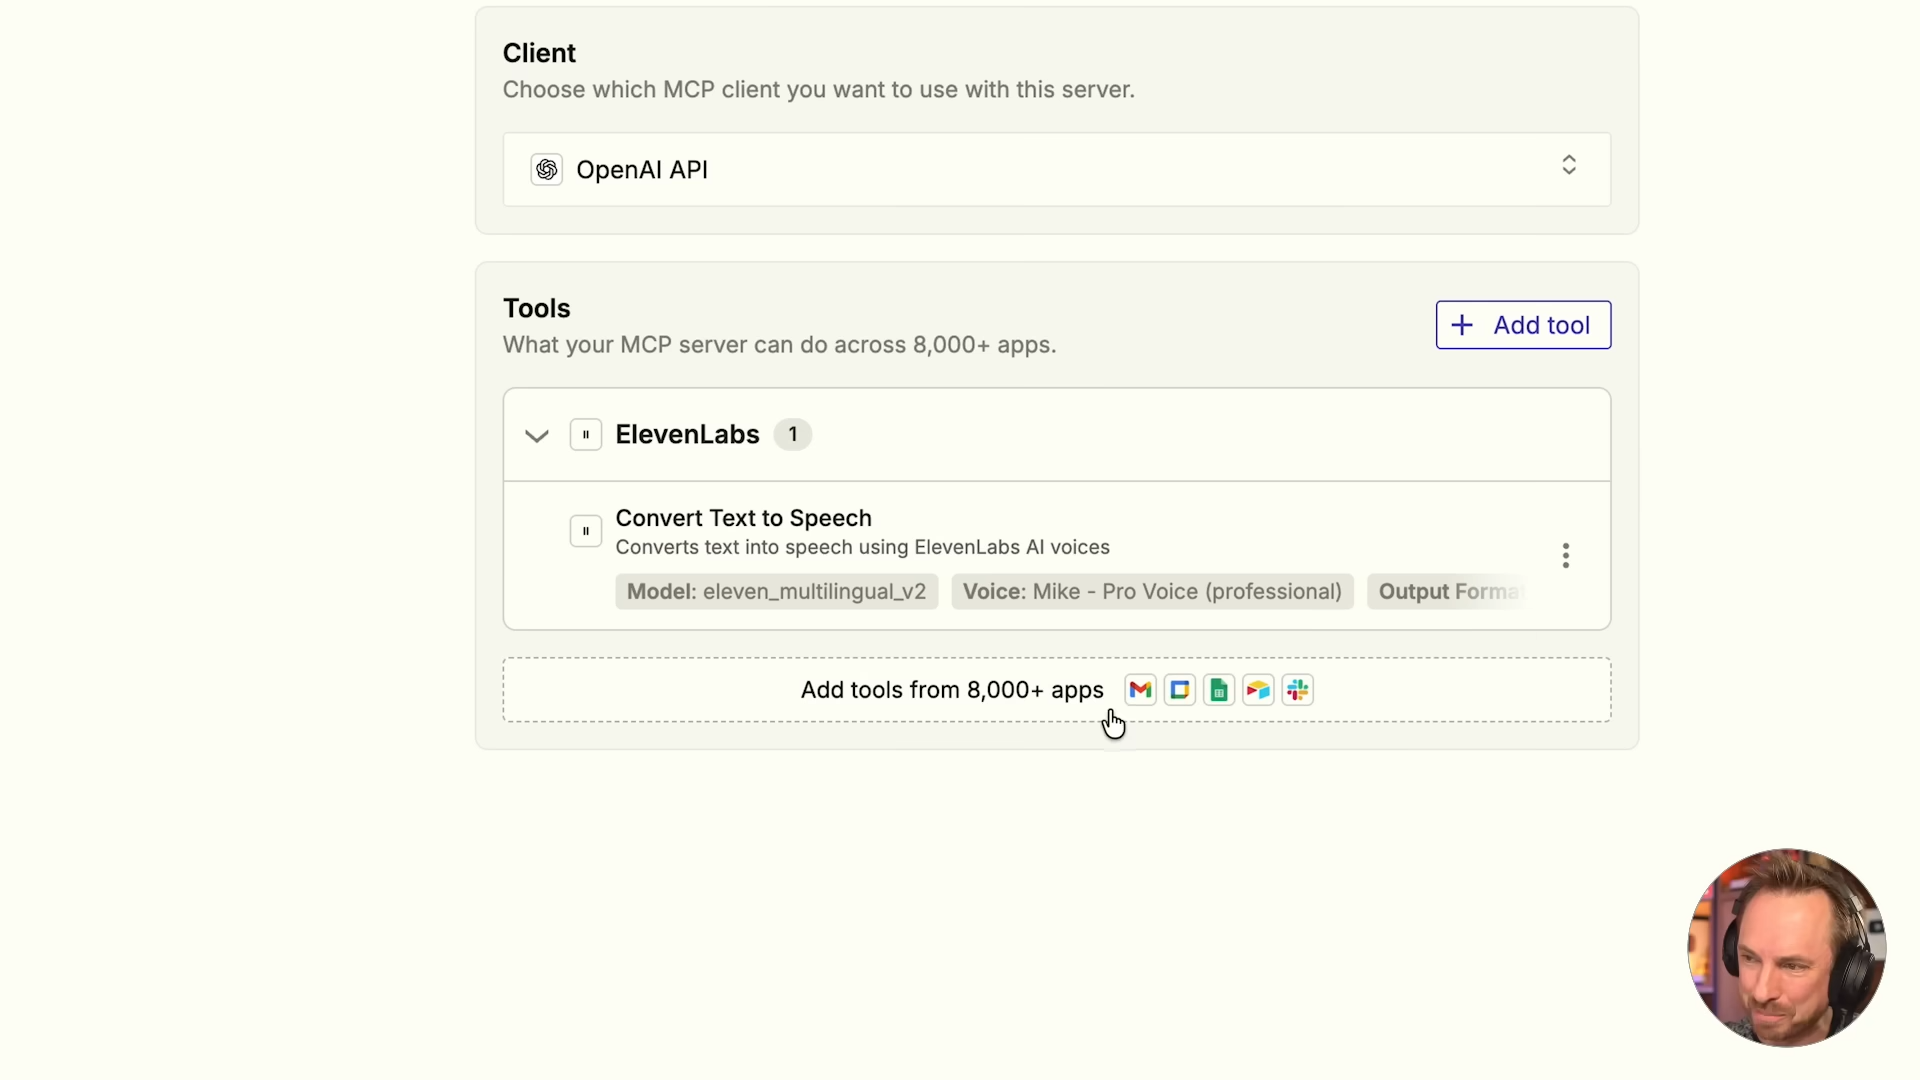 Client
Choose which MCP client you want to use with this server.
OpenAI API
Tools
What your MCP server can do across 8,000+ apps.
+ Add tool
ElevenLabs 1
Convert Text to Speech
Converts text into speech using ElevenLabs AI voices
Model: eleven_multilingual_v2 Voice: Mike - Pro Voice (professional) Output Forma
Add tools from 8,000+ apps